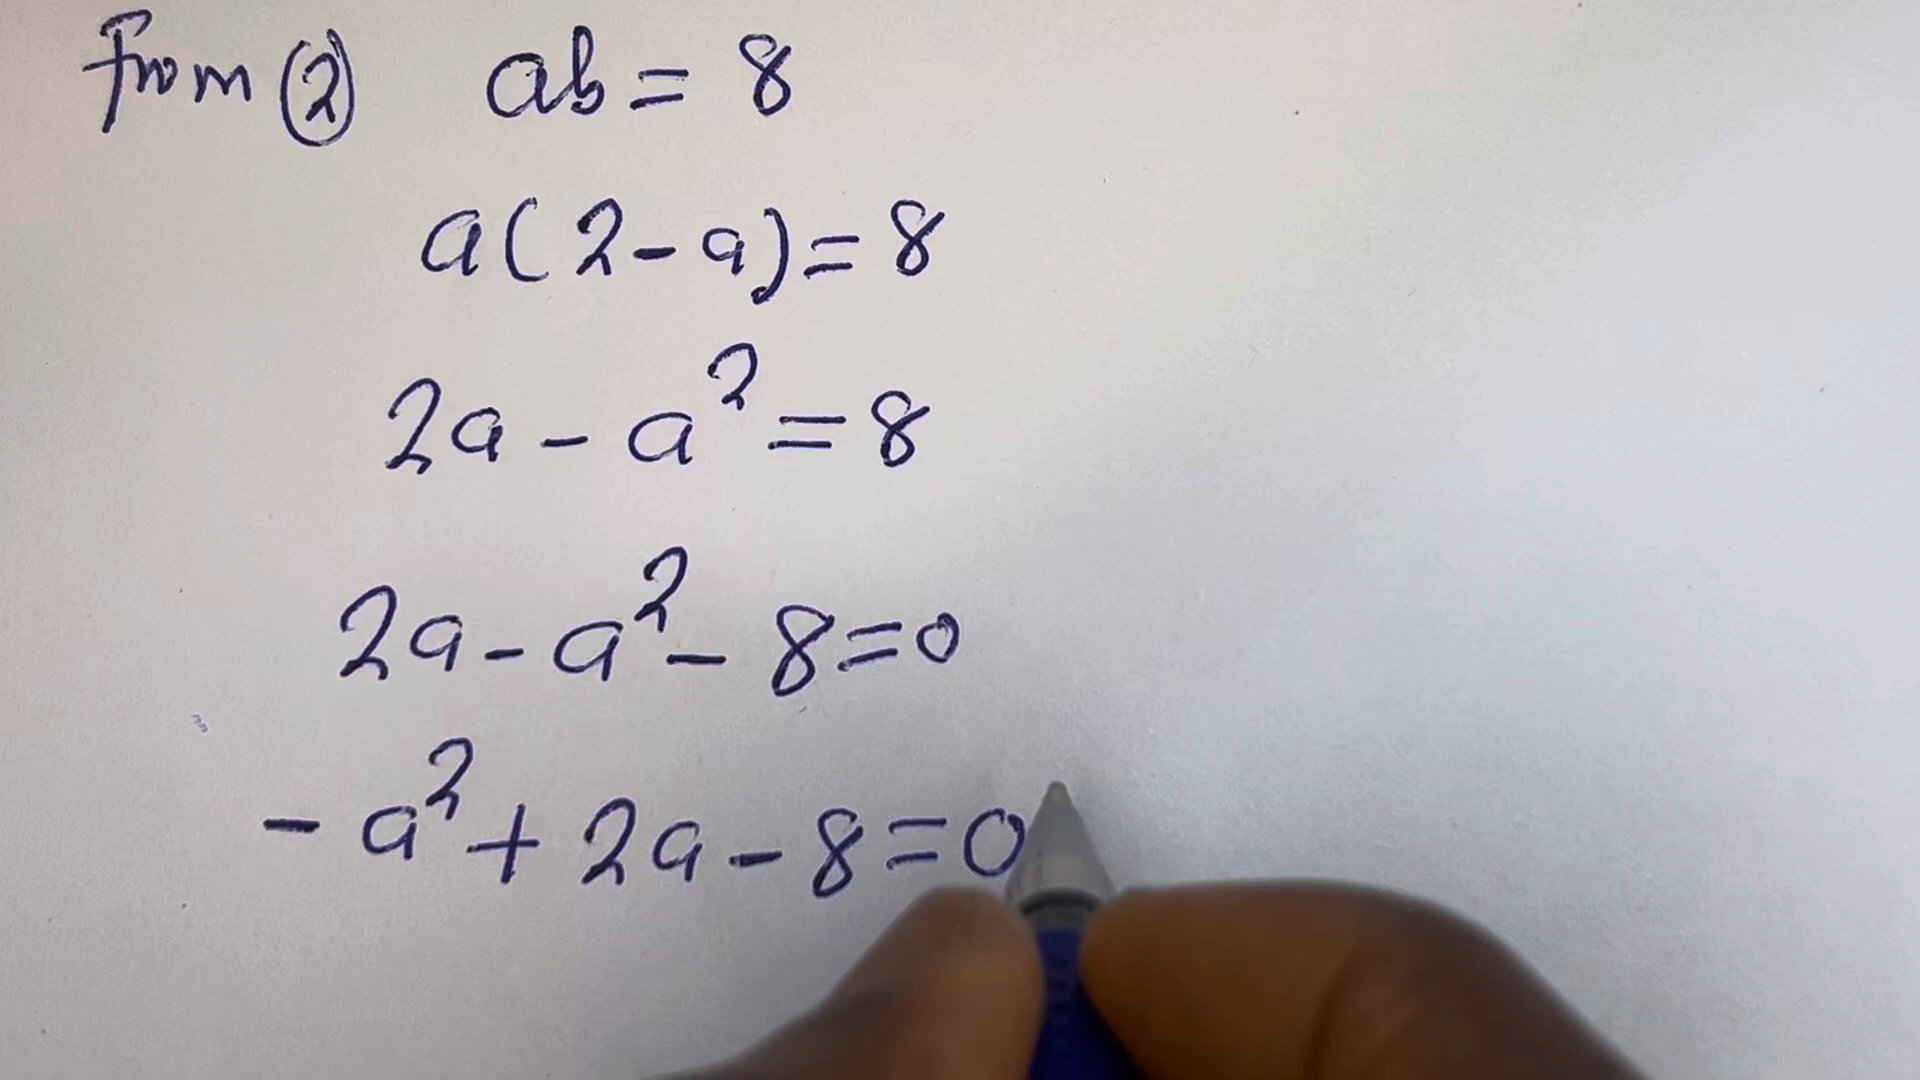 From (2) ab = 8
a(2-a)=8
2a - a² = 8
2a - a² - 8 = 0
- a² + 2a - 8 = 0